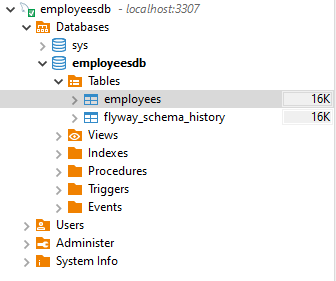 employeesdb - localhost:3307
Databases
sys
employeesdb
Tables
employees 16K
flyway_schema_history 16K
Views
Indexes
Procedures
Triggers
Events
Users
Administer
System Info